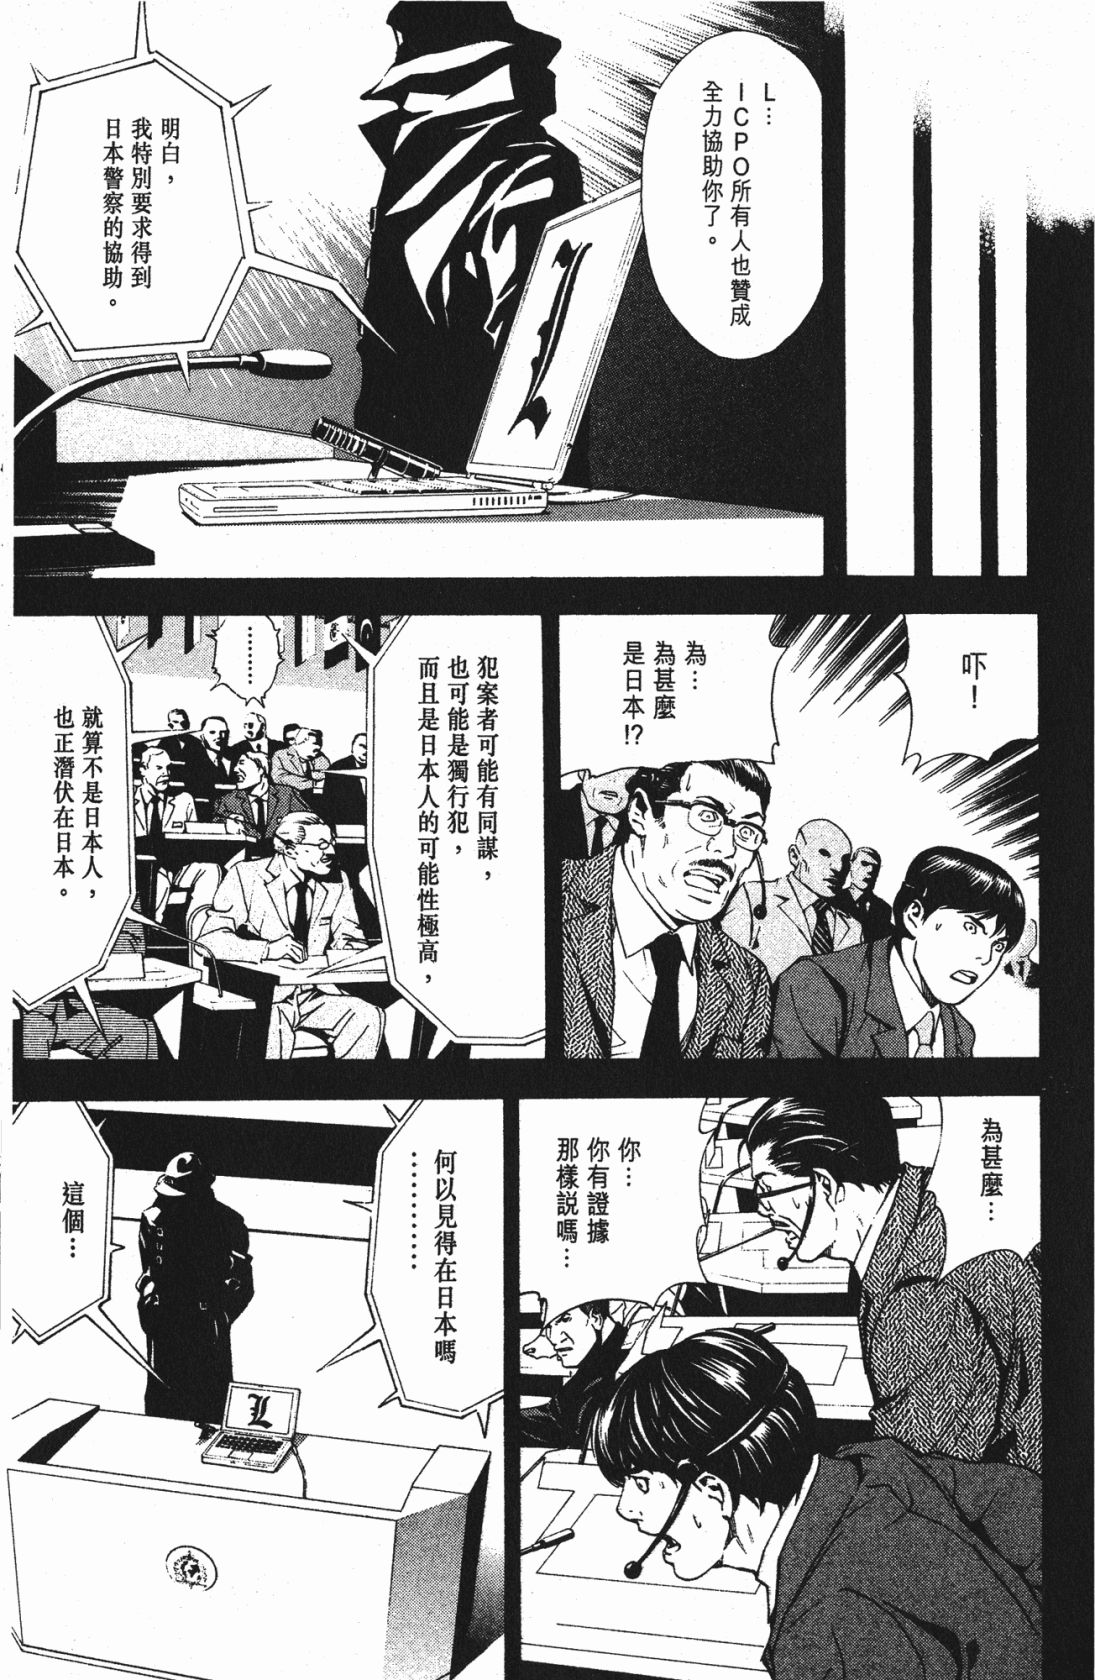 L…
ICPO所有人也贊成
全力協助你了。
明白，
我特別要求得到
日本警察的協助。
吓！
為…
為甚麼
是日本!?
犯案者可能有同謀，
也可能是獨行犯，
而且是日本人的可能性極高，
………
就算不是日本人，
也正潛伏在日本。
為甚麼…
你…
你有證據
那樣説嗎…
何以見得在日本嗎
…………
這個…
L